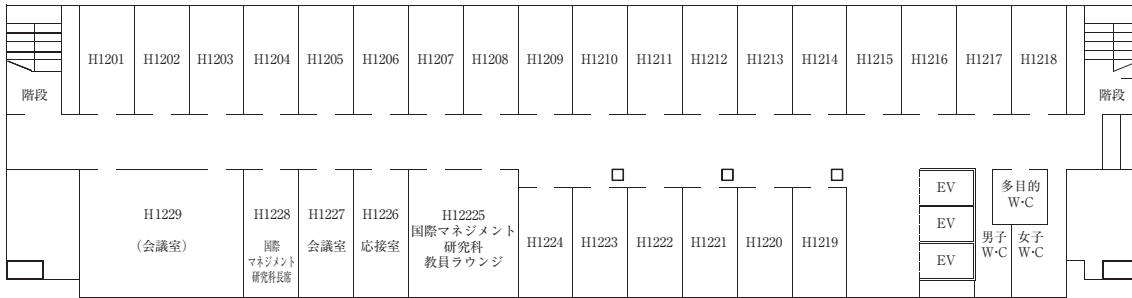 H1201
H1202
H1203
H1204
H1205
H1206
H1207
H1208
H1209
H1210
H1211
H1212
H1213
H1214
H1215
H1216
H1217
H1218
階段
階段
H1229
（会議室）
H1228
国際
マネジメント
研究科長席
H1227
会議室
H1226
応接室
H12225
国際マネジメント
研究科
教員ラウンジ
H1224
H1223
H1222
H1221
H1220
H1219
EV
EV
EV
多目的
W･C
男子
W･C
女子
W･C